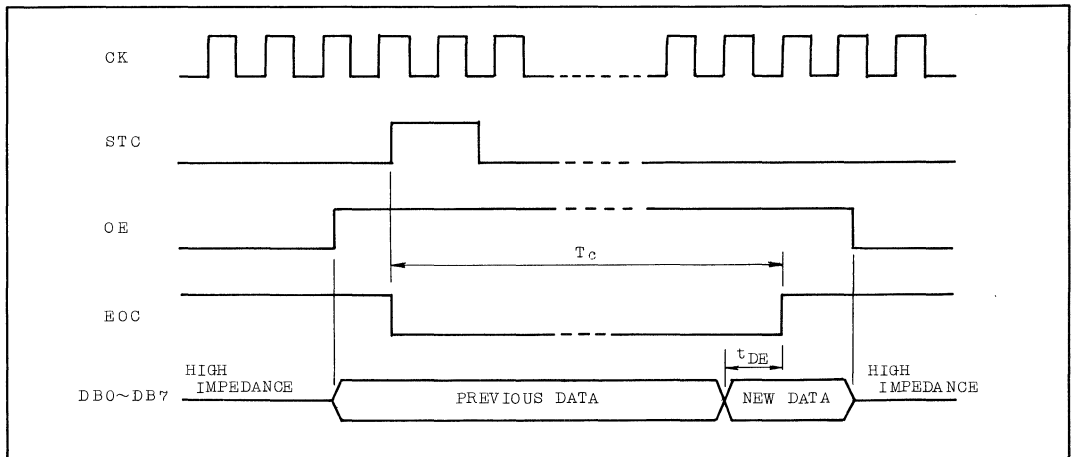 CK
STC
OE
Tc
EOC
tDE
HIGH
IMPEDANCE
DB0~DB7
PREVIOUS DATA
NEW DATA
HIGH
IMPEDANCE